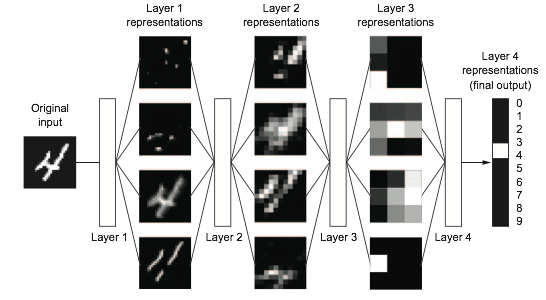 Layer 1
representations
Layer 2
representations
Layer 3
representations
Layer 4
representations
(final output)
Original
input
0
1
2
3
4
5
6
7
8
9
Layer 1
Layer 2
Layer 3
Layer 4